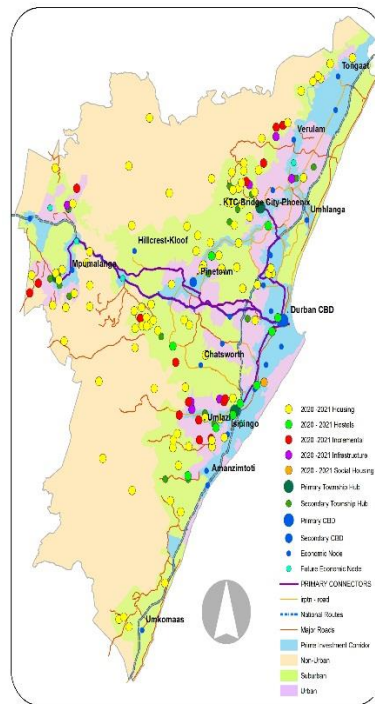 Tongaat
Verulam
KTC-Bridge City-Phoenix
Umhlanga
Hillcrest-Kloof
Mpumalanga
Pinetown
Durban CBD
Chatsworth
Umlazi
Isipingo
Amanzimtoti
Umkomaas
2020 -2021 Housing
2020 - 2021 Hostels
2020 - 2021 Incremental
2020 -2021 Infrastructure
2020 - 2021 Social Housing
Primary Township Hub
Secondary Township Hub
Primary CBD
Secondary CBD
Economic Node
Future Economic Node
PRIMARY CONNECTORS
irptn - road
National Routes
Major Roads
Prime Investment Corridor
Non-Urban
Suburban
Urban